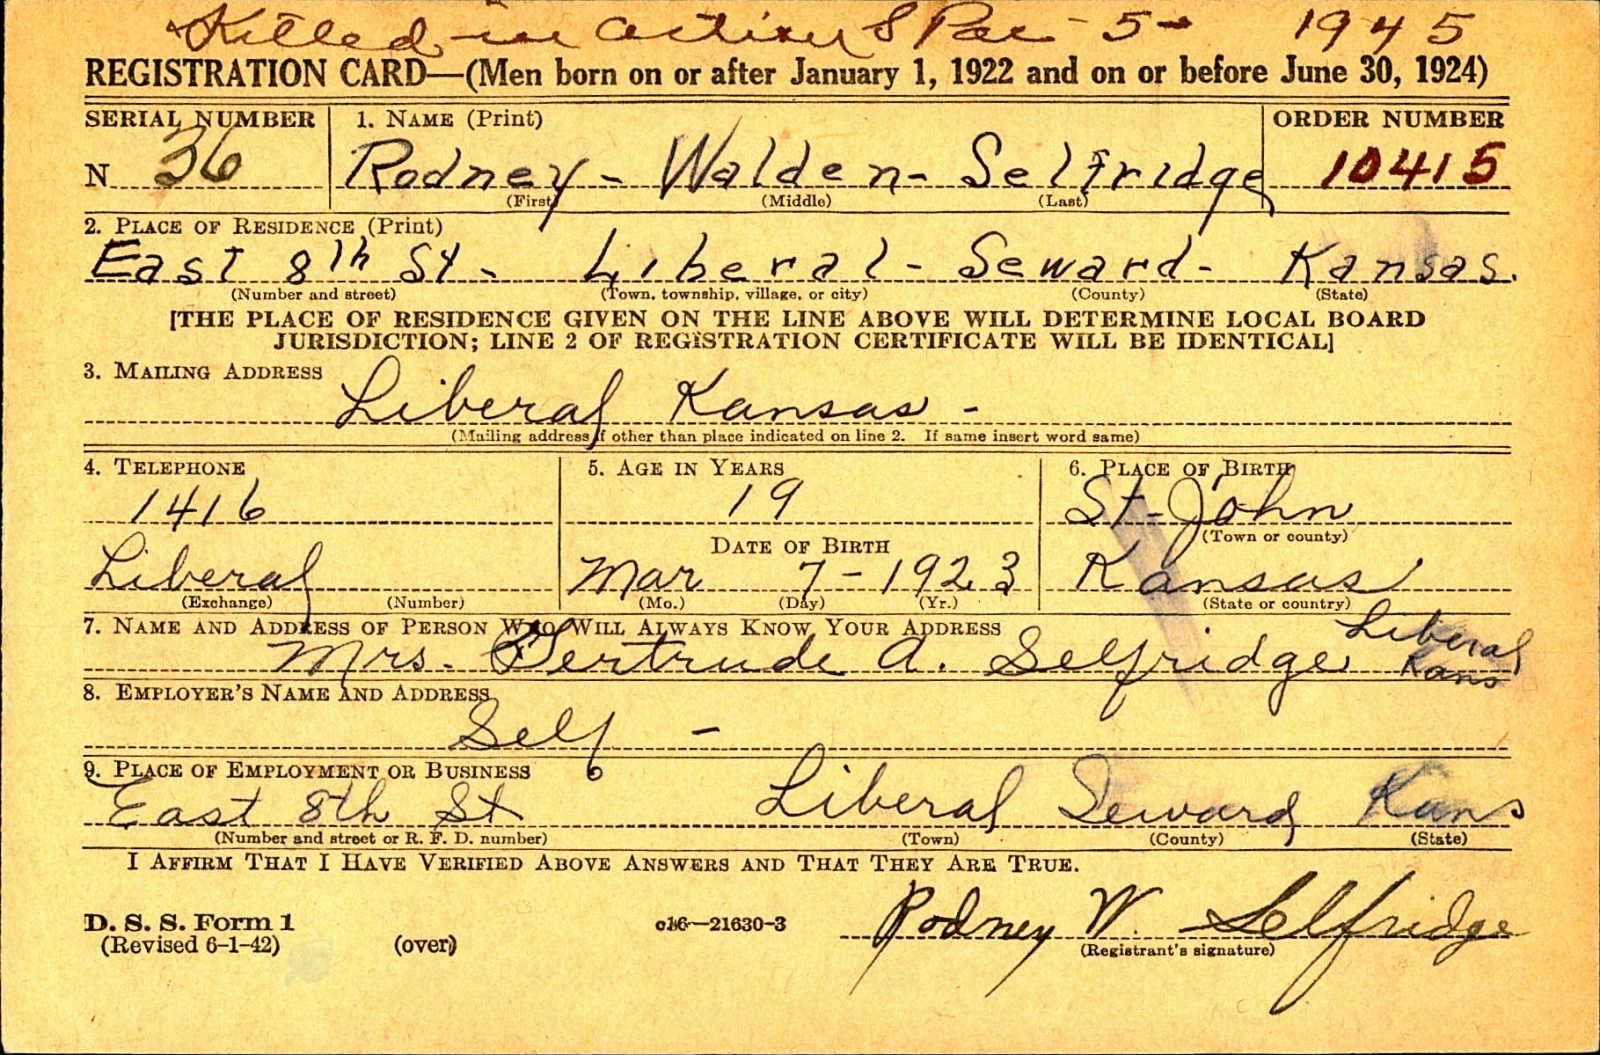 Killed in action S Pac - 5 - 1945
REGISTRATION CARD—(Men born on or after January 1, 1922 and on or before June 30, 1924)
SERIAL NUMBER 1. NAME (Print) ORDER NUMBER
N 36 Rodney - Walden - Selfridge 10415
(First) (Middle) (Last)
2. PLACE OF RESIDENCE (Print)
East 8th St - Liberal - Seward - Kansas.
(Number and street) (Town, township, village, or city) (County) (State)
[THE PLACE OF RESIDENCE GIVEN ON THE LINE ABOVE WILL DETERMINE LOCAL BOARD
JURISDICTION; LINE 2 OF REGISTRATION CERTIFICATE WILL BE IDENTICAL]
3. MAILING ADDRESS
Liberal Kansas -
(Mailing address if other than place indicated on line 2. If same insert word same)
4. TELEPHONE 5. AGE IN YEARS 6. PLACE OF BIRTH
1416 19 St. John
DATE OF BIRTH (Town or county)
Liberal Mar 7 - 1923 Kansas
(Exchange) (Number) (Mo.) (Day) (Yr.) (State or country)
7. NAME AND ADDRESS OF PERSON WHO WILL ALWAYS KNOW YOUR ADDRESS
Mrs. Gertrude A. Selfridge Liberal
Kans
8. EMPLOYER'S NAME AND ADDRESS
Self -
9. PLACE OF EMPLOYMENT OR BUSINESS
East 8th St Liberal Seward Kans
(Number and street or R. F. D. number) (Town) (County) (State)
I AFFIRM THAT I HAVE VERIFIED ABOVE ANSWERS AND THAT THEY ARE TRUE.
D. S. S. Form 1 16—21630-3 Rodney W. Selfridge
(Revised 6-1-42) (over) (Registrant's signature)